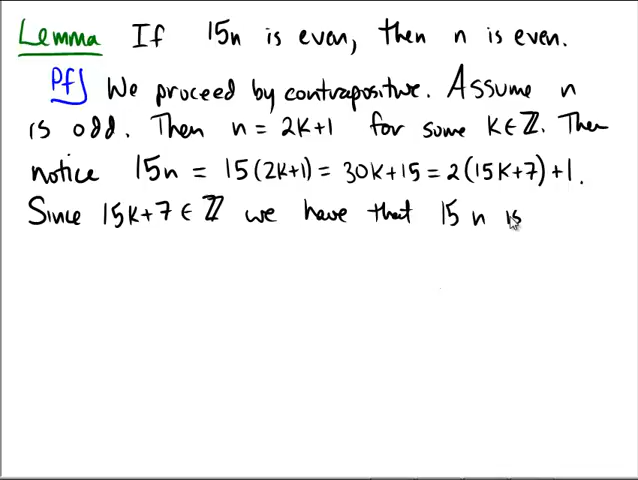 Lemma If 15n is even, then n is even.
Pf) We proceed by contrapositive. Assume n
is odd. Then n = 2k+1 for some k∈ℤ. Then
notice 15n = 15(2k+1) = 30k+15 = 2(15k+7)+1.
Since 15k+7 ∈ ℤ we have that 15n is